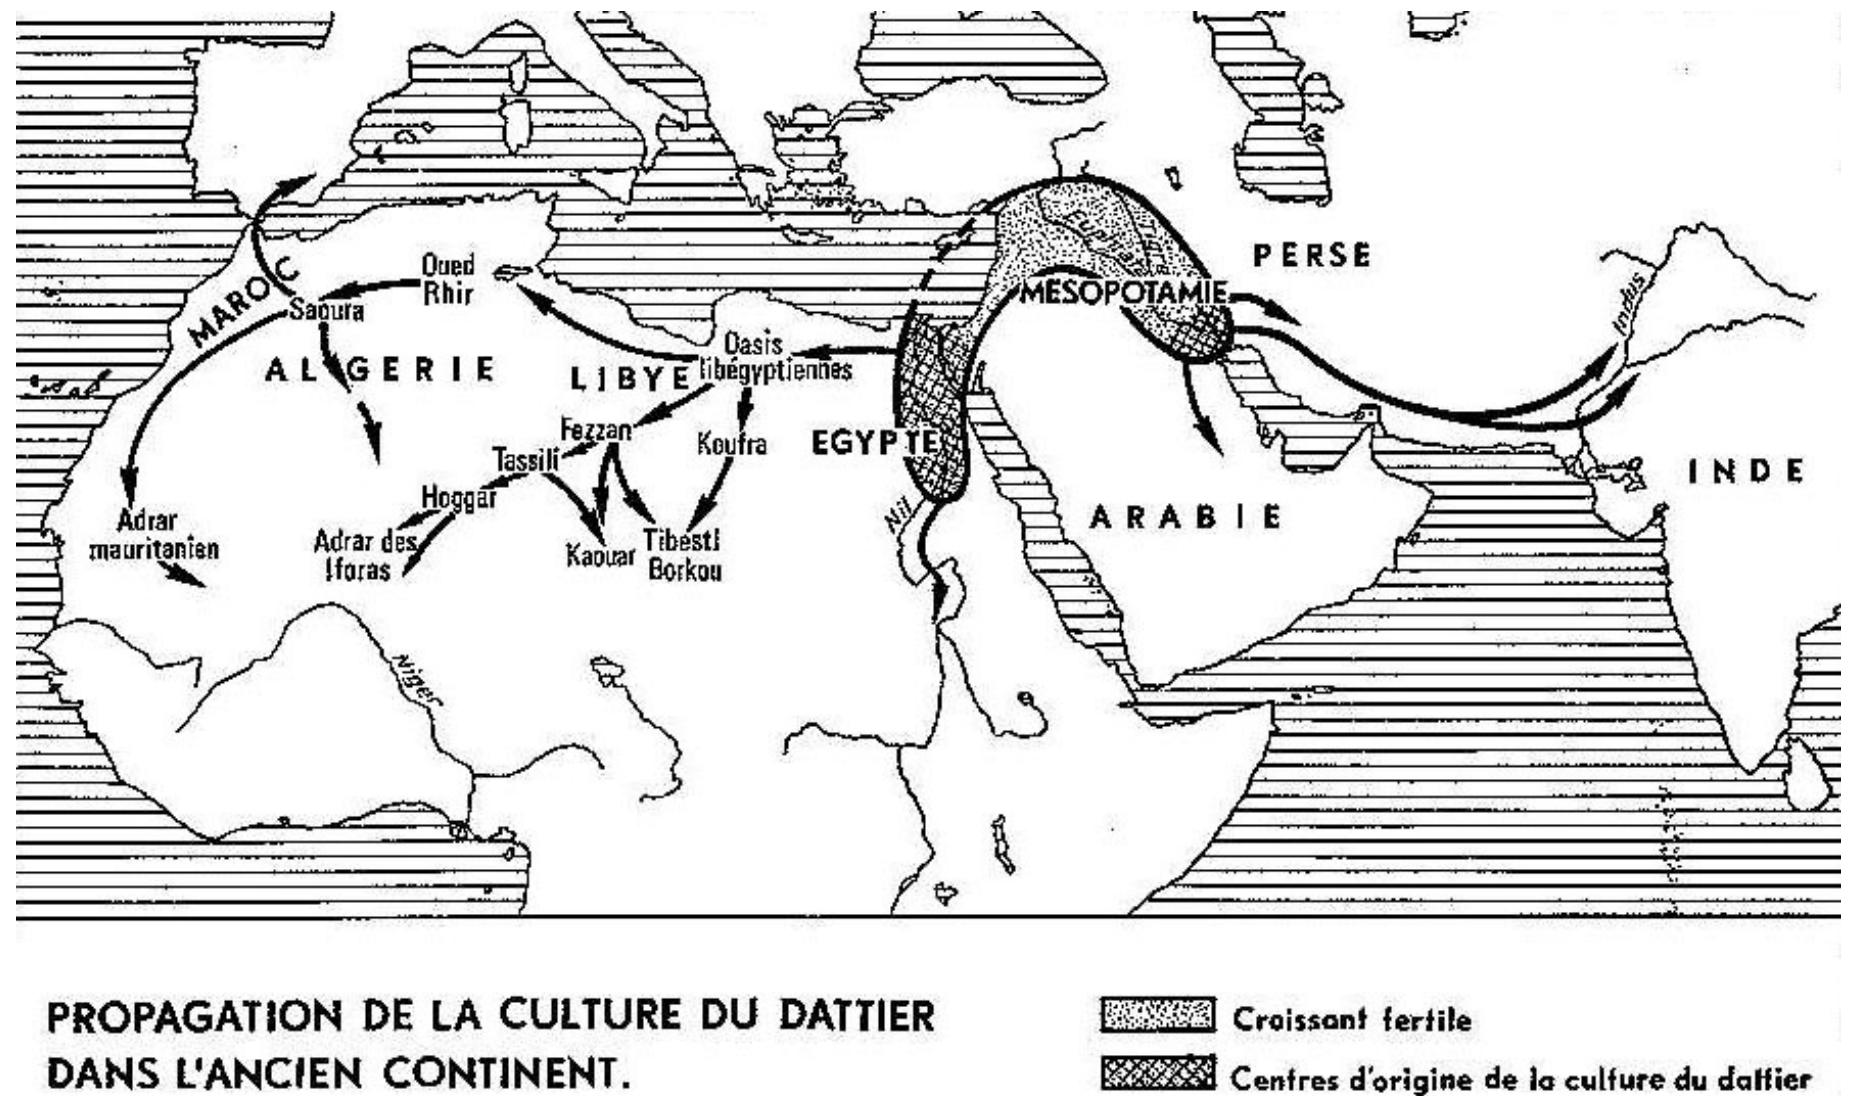 PERSE
Oued
Rhir
Euphrate
Tigre
MESOPOTAMIE
MAROC
Saoura
Indus
Oasis
libégyptiennes
ALGERIE
LIBYE
Fezzan
Koufra
EGYPTE
Tassili
INDE
Hoggar
Nil
ARABIE
Adrar
mauritanien
Adrar des
Iforas
Kaouar
Tibesti
Borkou
Niger
PROPAGATION DE LA CULTURE DU DATTIER
DANS L'ANCIEN CONTINENT.
Croissant fertile
Centres d'origine de la culture du dattier